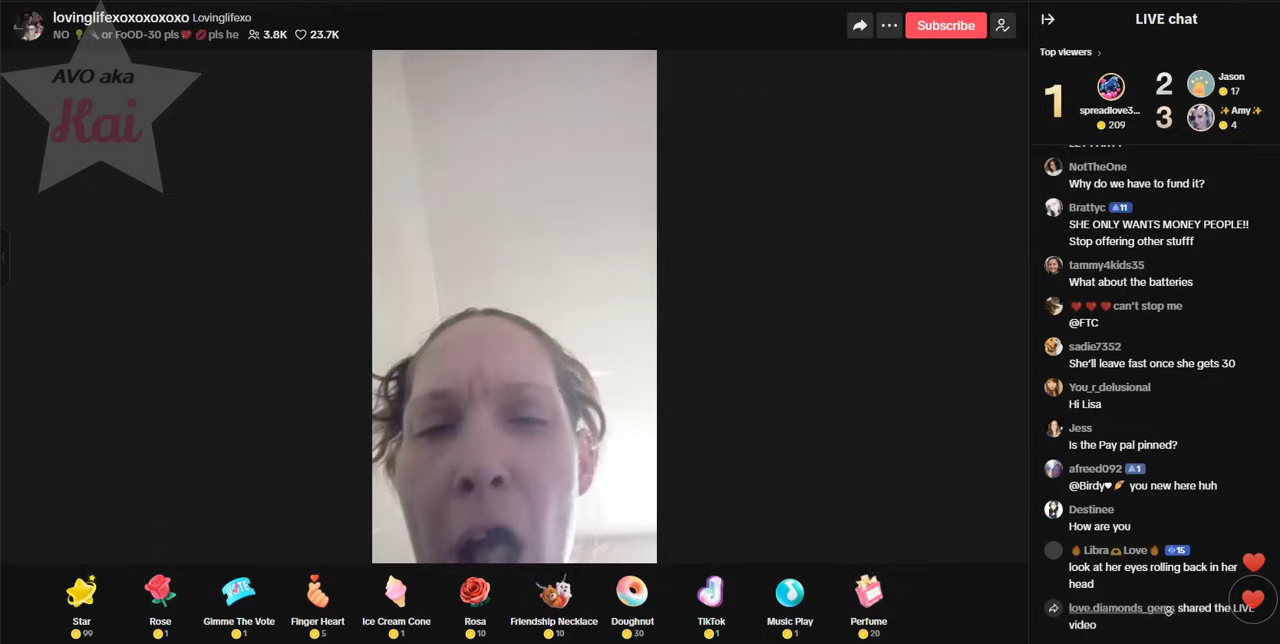 lovinglifexoxoxoxoxo Lovinglifexo
NO 💡🔌 or FoOD-30 pls❤️💋pls he 3.8K 23.7K
Subscribe
AVO aka
Kai
LIVE chat
Top viewers >
1
spreadlove3...
209
2
Jason
17
3
✨Amy✨
4
NotTheOne
Why do we have to fund it?
Brattyc 11
SHE ONLY WANTS MONEY PEOPLE!!
Stop offering other stufff
tammy4kids35
What about the batteries
❤️❤️❤️can't stop me
@FTC
sadie7352
She'll leave fast once she gets 30
You_r_delusional
Hi Lisa
Jess
Is the Pay pal pinned?
afreed092 1
@Birdy♥🍂 you new here huh
Destinee
How are you
🔥Libra🫶Love🔥 15
look at her eyes rolling back in her
head
love.diamonds_gems shared the LIVE
video
VOTE
Star
99
Rose
1
Gimme The Vote
1
Finger Heart
5
Ice Cream Cone
1
Rosa
10
Friendship Necklace
10
Doughnut
30
TikTok
1
Music Play
1
Perfume
20